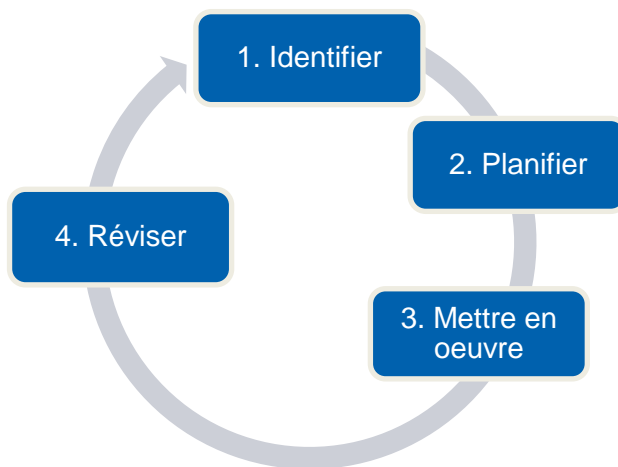 1. Identifier
2. Planifier
3. Mettre en
oeuvre
4. Réviser